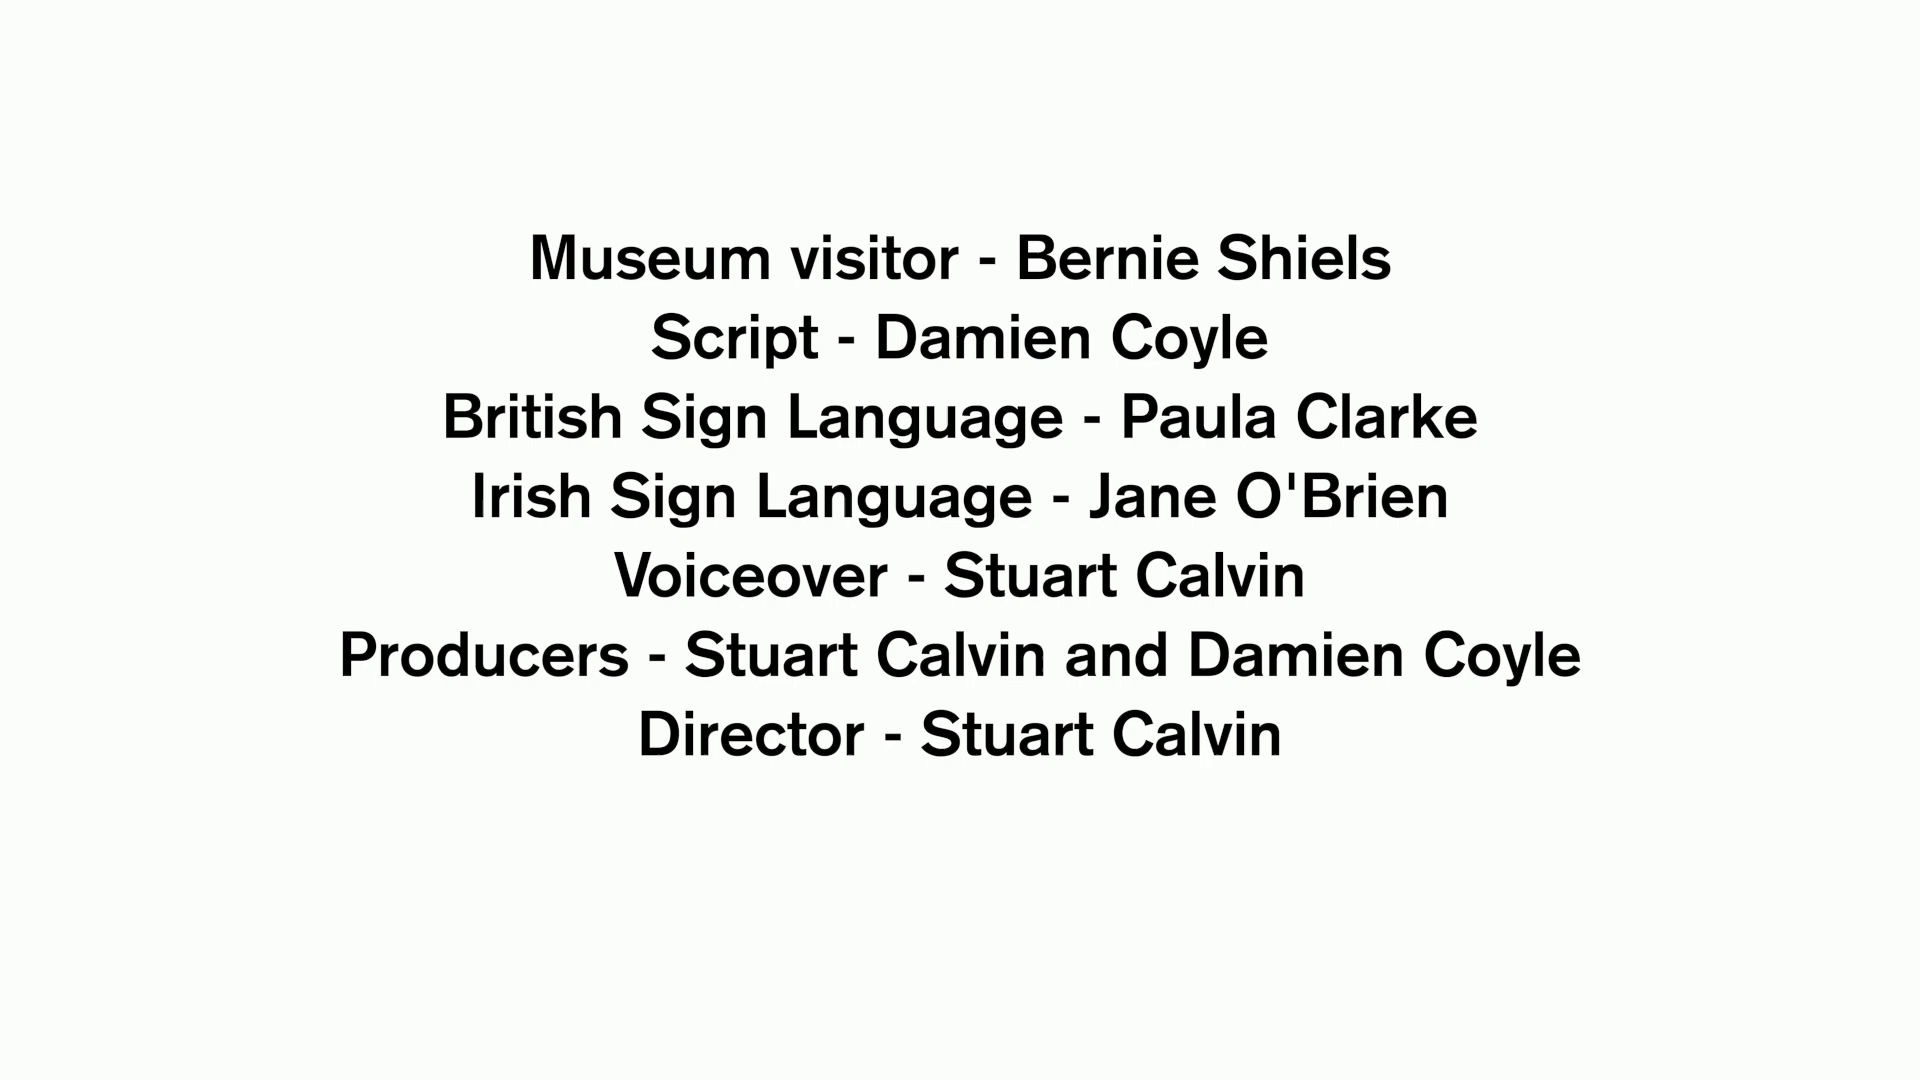 Museum visitor - Bernie Shiels
Script - Damien Coyle
British Sign Language - Paula Clarke
Irish Sign Language - Jane O'Brien
Voiceover - Stuart Calvin
Producers - Stuart Calvin and Damien Coyle
Director - Stuart Calvin